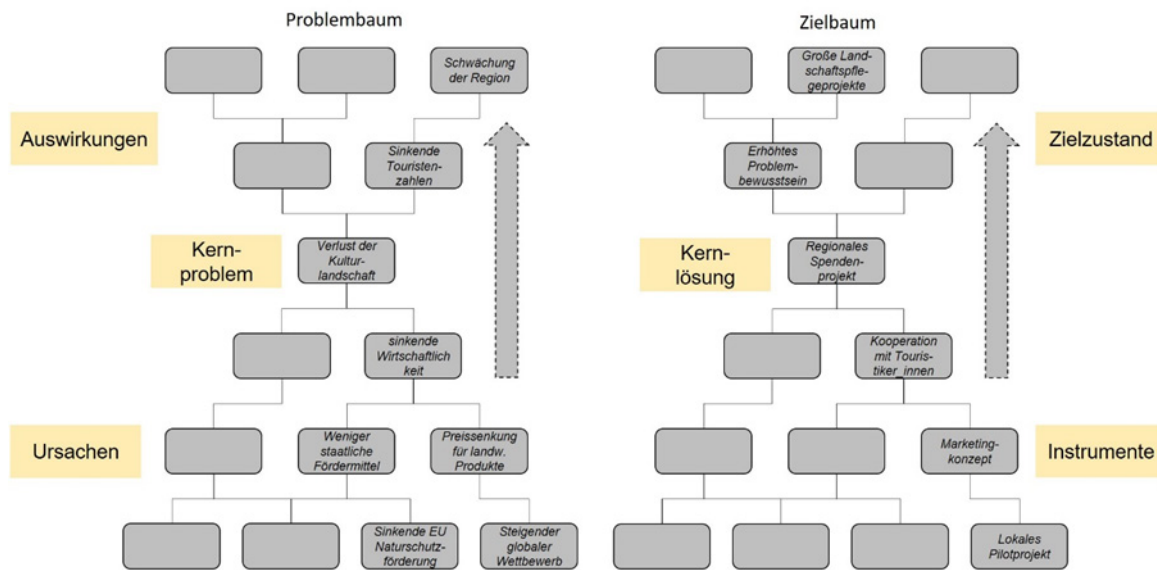 Problembaum
Schwächung
der Region
Auswirkungen
Sinkende
Touristen-
zahlen
Kern-
problem
Verlust der
Kultur-
landschaft
sinkende
Wirtschaftlich
keit
Ursachen
Weniger
staatliche
Fördermittel
Preissenkung
für landw.
Produkte
Sinkende EU
Naturschutz-
förderung
Steigender
globaler
Wettbewerb
Zielbaum
Große Land-
schaftspfle-
geprojekte
Zielzustand
Erhöhtes
Problem-
bewusstsein
Kern-
lösung
Regionales
Spenden-
projekt
Kooperation
mit Touris-
tiker_innen
Marketing-
konzept
Instrumente
Lokales
Pilotprojekt